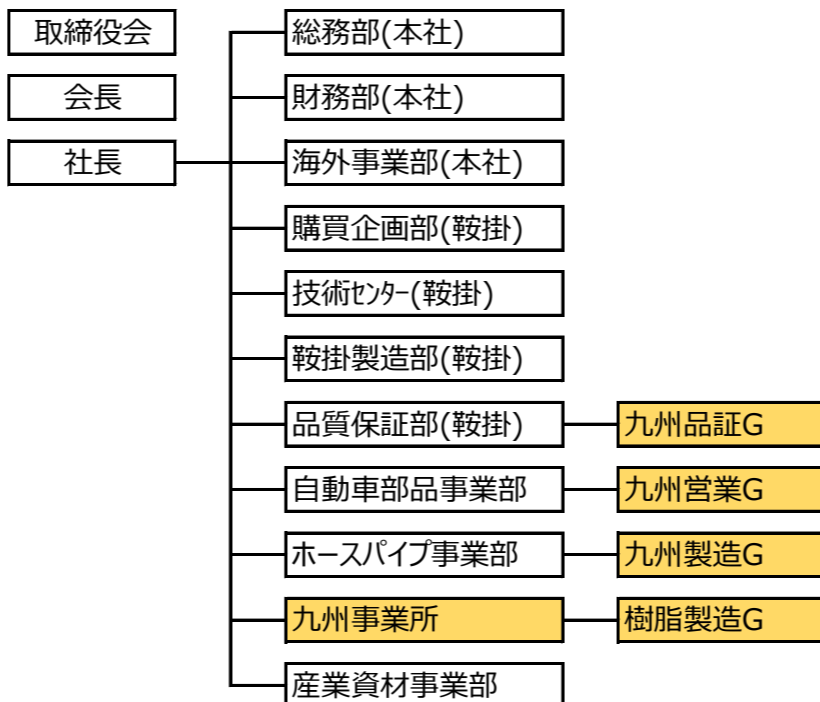 取締役会
総務部(本社)
会長
財務部(本社)
社長
海外事業部(本社)
購買企画部(鞍掛)
技術ｾﾝﾀｰ(鞍掛)
鞍掛製造部(鞍掛)
品質保証部(鞍掛)
九州品証G
自動車部品事業部
九州営業G
ホースパイプ事業部
九州製造G
九州事業所
樹脂製造G
産業資材事業部